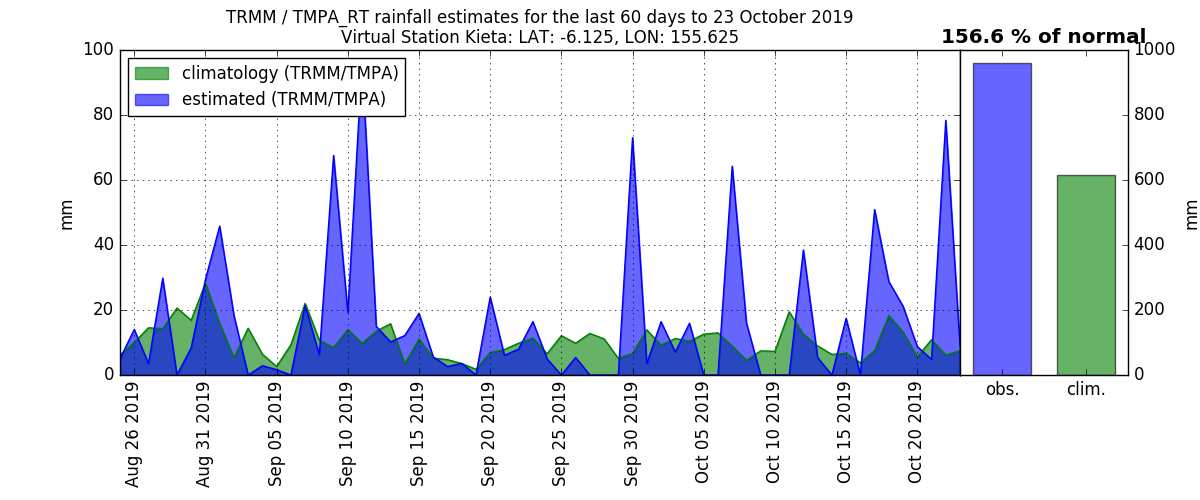 TRMM / TMPA_RT rainfall estimates for the last 60 days to 23 October 2019
Virtual Station Kieta: LAT: -6.125, LON: 155.625
156.6 % of normal
climatology (TRMM/TMPA)
estimated (TRMM/TMPA)
mm
100
80
60
40
20
0
Aug 26 2019
Aug 31 2019
Sep 05 2019
Sep 10 2019
Sep 15 2019
Sep 20 2019
Sep 25 2019
Sep 30 2019
Oct 05 2019
Oct 10 2019
Oct 15 2019
Oct 20 2019
obs.
clim.
1000
800
600
400
200
0
mm